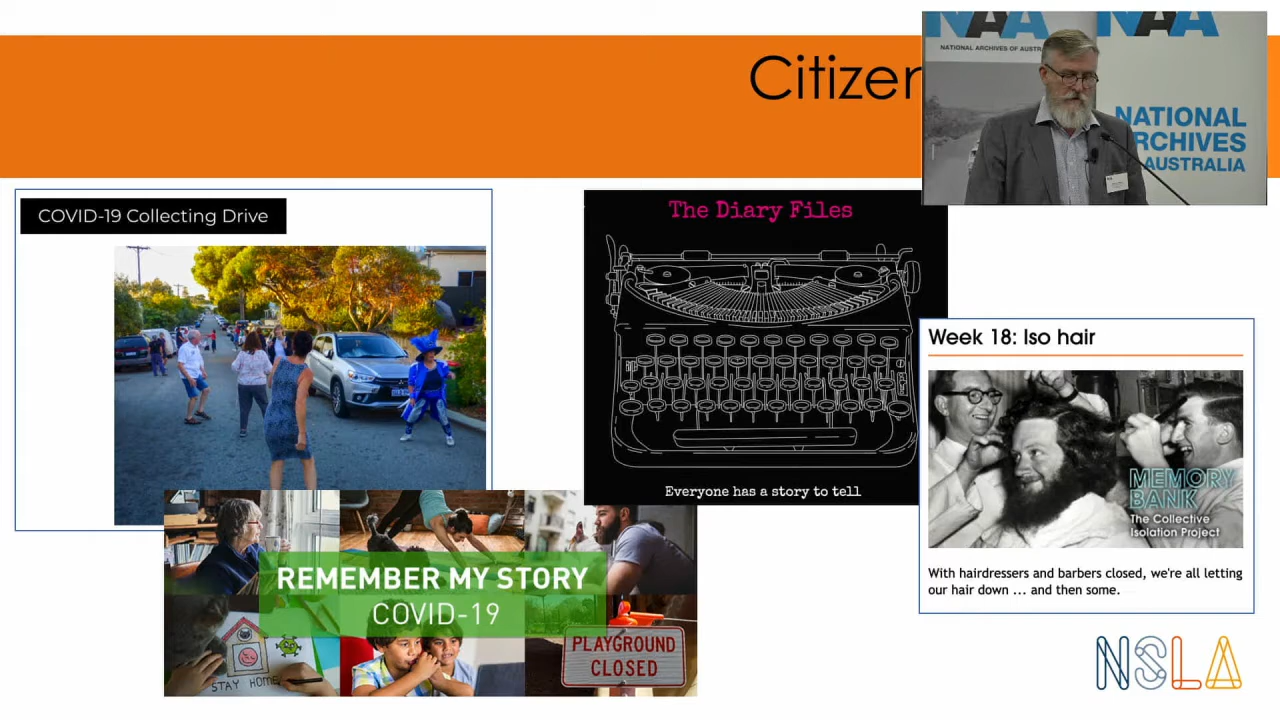 Citizen
NAA
NAA
NATIONAL ARCHIVES OF AUSTR
NATIONAL
ARCHIVES
AUSTRALIA
COVID-19 Collecting Drive
The Diary Files
Everyone has a story to tell
Week 18: Iso hair
MEMORY
BANK
The Collective
Isolation Project
With hairdressers and barbers closed, we're all letting
our hair down ... and then some.
REMEMBER MY STORY
COVID-19
STAY HOME
PLAYGROUND
CLOSED
NSLA